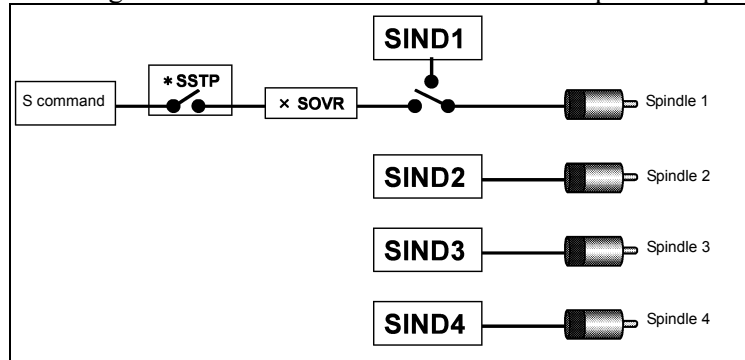 SIND1
* SSTP
S command
× SOVR
Spindle 1
SIND2
Spindle 2
SIND3
Spindle 3
SIND4
Spindle 4